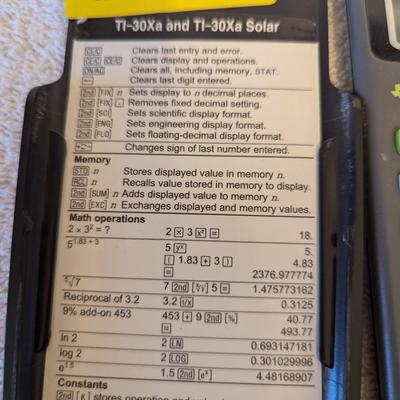 TI-30Xa and TI-30Xa Solar
CE/C Clears last entry and error.
CE/C CE/C Clears display and operations.
ON/AC Clears all, including memory, STAT.
← Clears last digit entered.
2nd [FIX] n Sets display to n decimal places.
2nd [FIX] . Removes fixed decimal setting.
2nd [SCI] Sets scientific display format.
2nd [ENG] Sets engineering display format.
2nd [FLO] Sets floating-decimal display format.
+⇆− Changes sign of last number entered.
Memory
STO n Stores displayed value in memory n.
RCL n Recalls value stored in memory to display.
2nd [SUM] n Adds displayed value to memory n.
2nd [EXC] n Exchanges displayed and memory values.
Math operations
2 × 3² = ? 2 × 3 x² = 18.
5^1.83 + 3 5 yˣ 5.
( 1.83 + 3 ) 4.83
= 2376.977774
⁵√7 7 2nd [ˣ√y] 5 = 1.475773162
Reciprocal of 3.2 3.2 1/x 0.3125
9% add-on 453 453 + 9 2nd [%] 40.77
= 493.77
ln 2 2 LN 0.693147181
log 2 2 LOG 0.301029996
e^1.5 1.5 2nd [eˣ] 4.48168907
Constants
2nd [K] stores operation